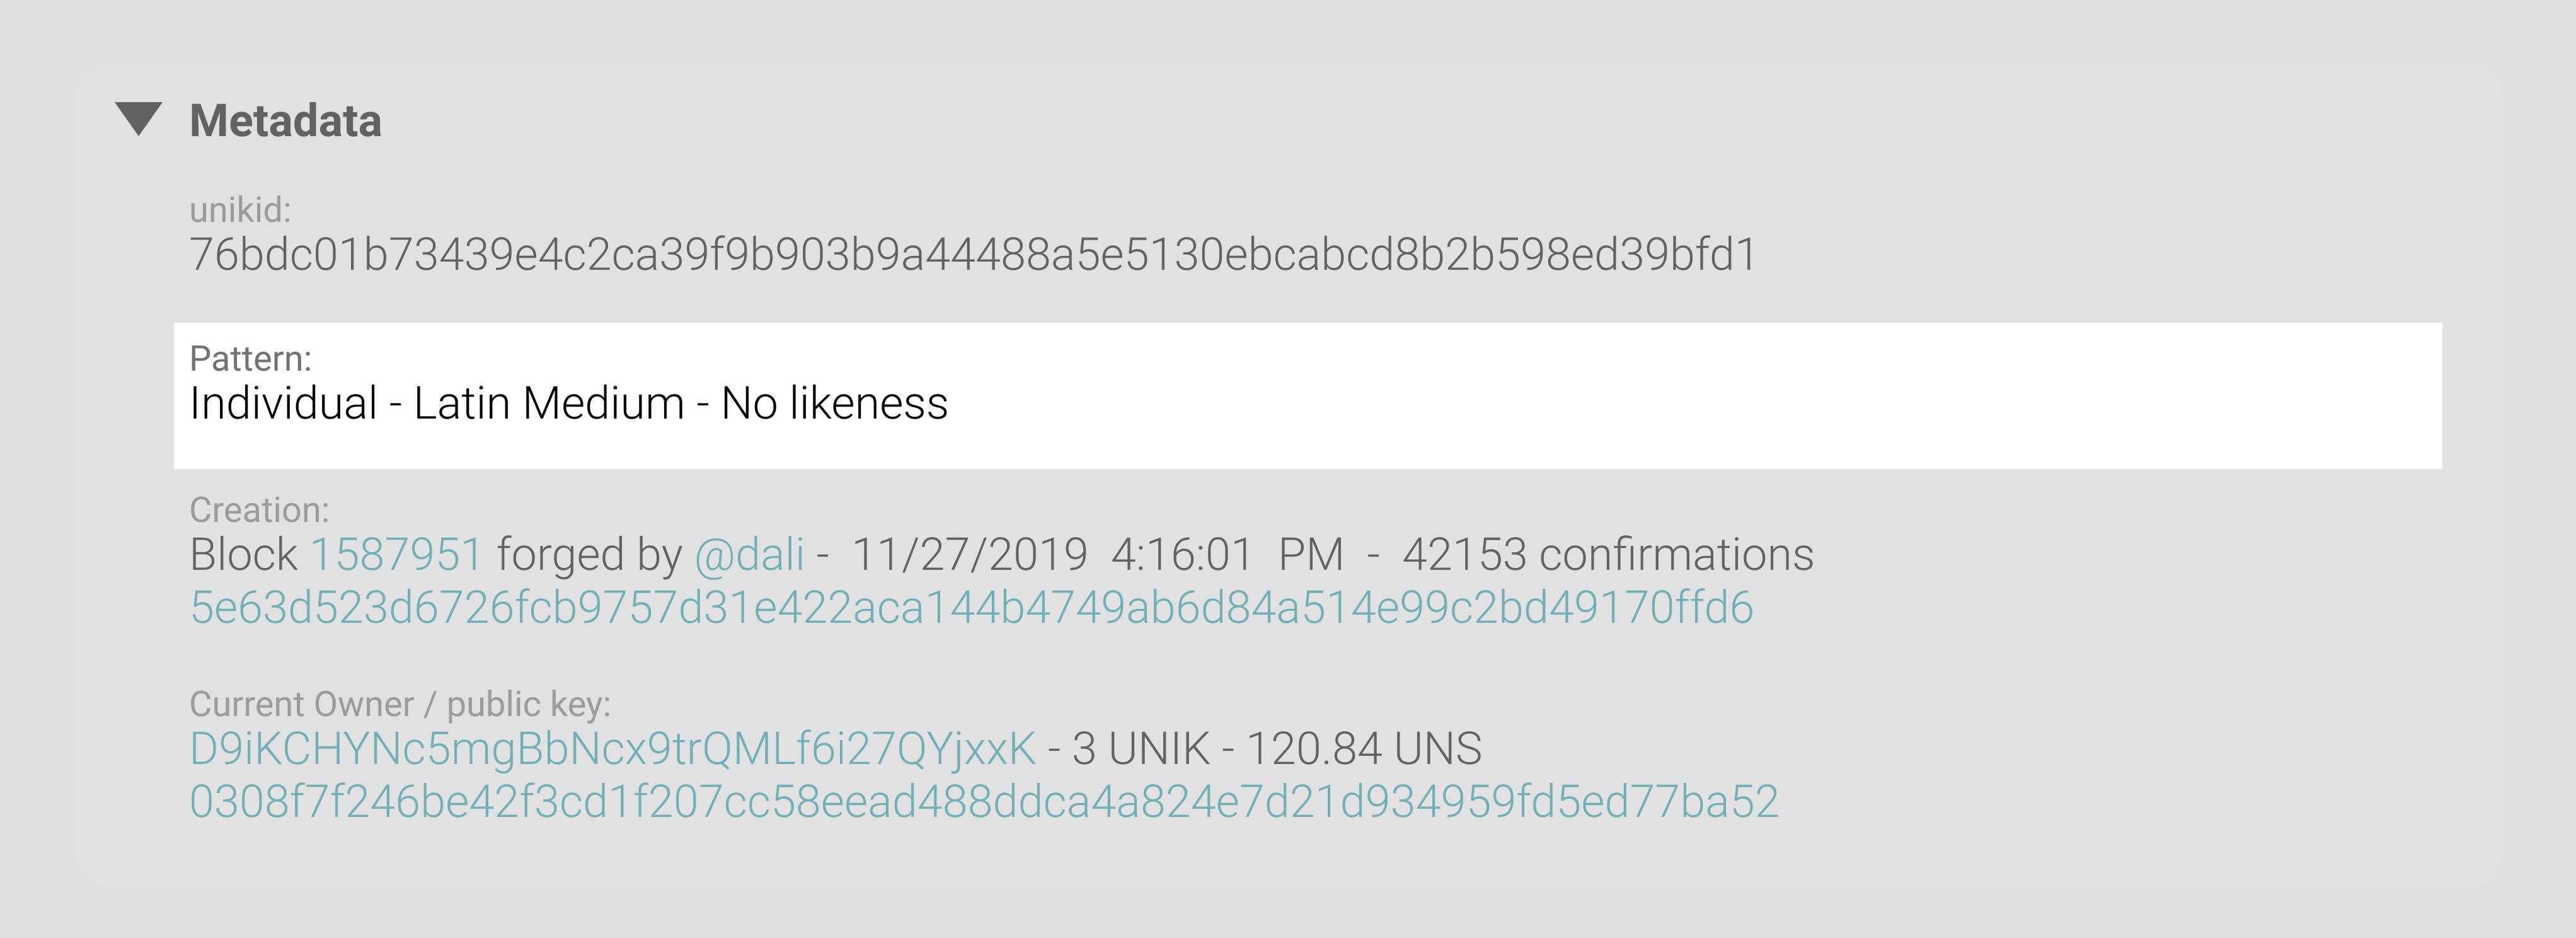 Metadata
unikid:
76bdc01b73439e4c2ca39f9b903b9a44488a5e5130ebcabcd8b2b598ed39bfd1
Pattern:
Individual - Latin Medium - No likeness
Creation:
Block 1587951 forged by @dali - 11/27/2019 4:16:01 PM - 42153 confirmations
5e63d523d6726fcb9757d31e422aca144b4749ab6d84a514e99c2bd49170ffd6
Current Owner / public key:
D9iKCHYNc5mgBbNcx9trQMLf6i27QYjxxK - 3 UNIK - 120.84 UNS
0308f7f246be42f3cd1f207cc58eead488ddca4a824e7d21d934959fd5ed77ba52